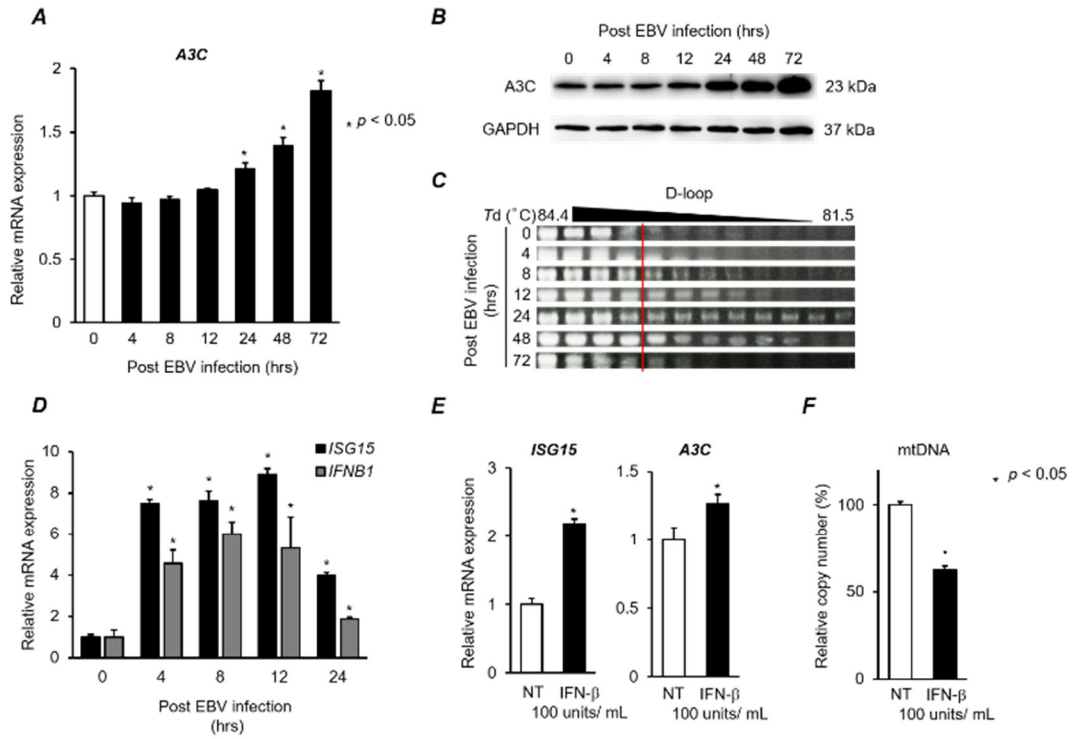 A
A3C
Relative mRNA expression
2
1.5
1
0.5
0
* p < 0.05
0 4 8 12 24 48 72
Post EBV infection (hrs)
B
Post EBV infection (hrs)
0 4 8 12 24 48 72
A3C 23 kDa
GAPDH 37 kDa
C
D-loop
Td (˚C) 84.4 81.5
Post EBV infection
(hrs)
0
4
8
12
24
48
72
D
Relative mRNA expression
10
8
6
4
2
0
ISG15
IFNB1
* * * * * * * *
0 4 8 12 24
Post EBV infection
(hrs)
E
ISG15
Relative mRNA expression
3
2
1
0
*
NT IFN-β
100 units/ mL
A3C
1.5
1
0.5
0
*
NT IFN-β
100 units/ mL
F
mtDNA
* p < 0.05
Relative copy number (%)
100
50
0
*
NT IFN-β
100 units/ mL